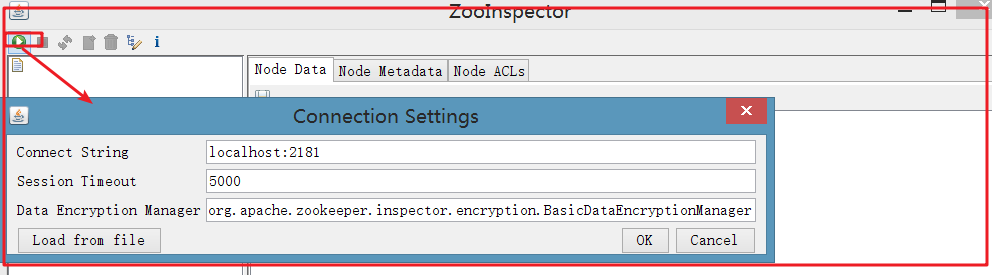 ZooInspector
Node Data Node Metadata Node ACLs
Connection Settings
Connect String localhost:2181
Session Timeout 5000
Data Encryption Manager org.apache.zookeeper.inspector.encryption.BasicDataEncryptionManager
Load from file OK Cancel